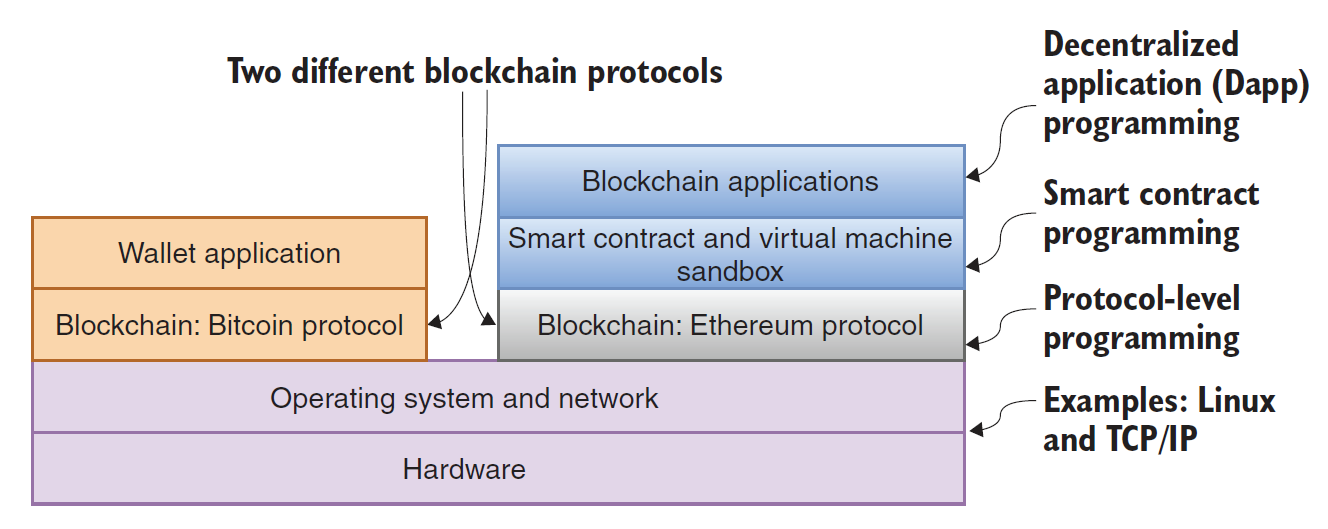 Two different blockchain protocols
Decentralized
application (Dapp)
programming
Blockchain applications
Smart contract
programming
Wallet application
Smart contract and virtual machine
sandbox
Protocol-level
programming
Blockchain: Bitcoin protocol
Blockchain: Ethereum protocol
Operating system and network
Examples: Linux
and TCP/IP
Hardware